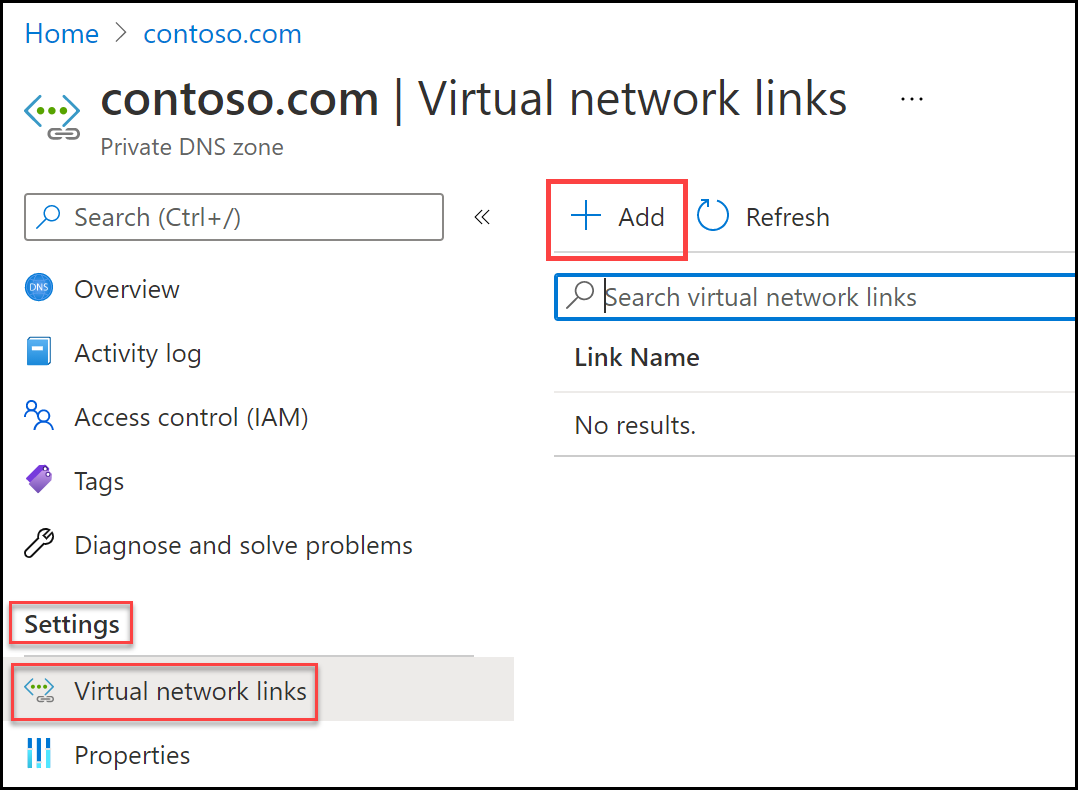 Home > contoso.com
contoso.com | Virtual network links ...
Private DNS zone
Search (Ctrl+/)
«
Add
Refresh
DNS
Overview
Activity log
Access control (IAM)
Tags
Diagnose and solve problems
Settings
Virtual network links
Properties
Search virtual network links
Link Name
No results.